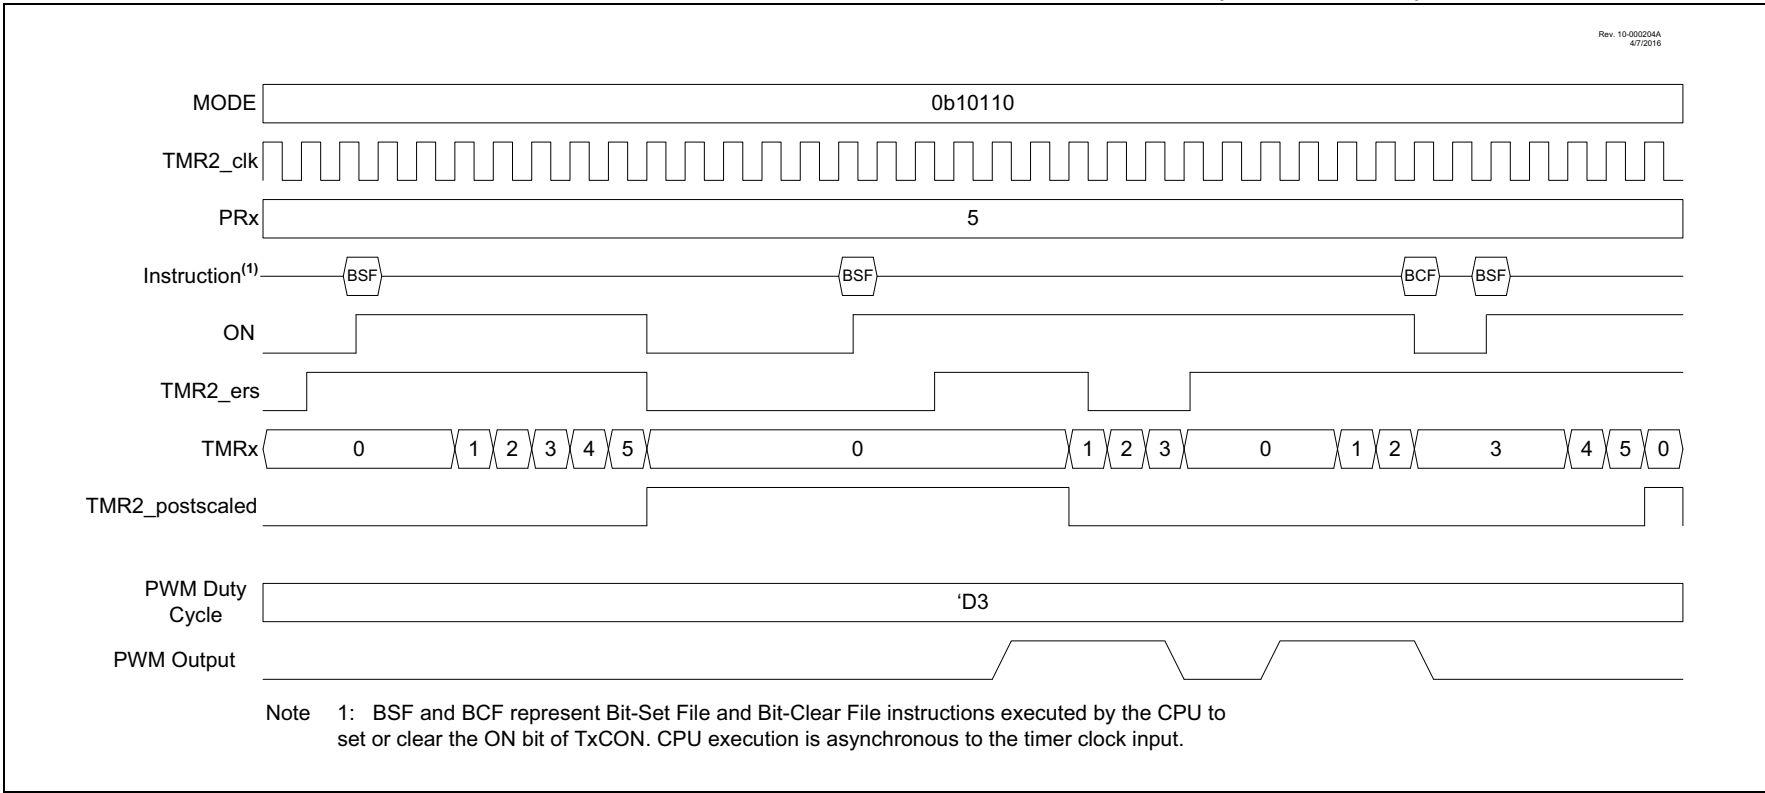 Rev. 10-000204A
4/7/2016
MODE 0b10110
TMR2_clk
PRx 5
Instruction(1) BSF BSF BCF BSF
ON
TMR2_ers
TMRx 0 1 2 3 4 5 0 1 2 3 0 1 2 3 4 5 0
TMR2_postscaled
PWM Duty
Cycle
‘D3
PWM Output
Note 1: BSF and BCF represent Bit-Set File and Bit-Clear File instructions executed by the CPU to
set or clear the ON bit of TxCON. CPU execution is asynchronous to the timer clock input.